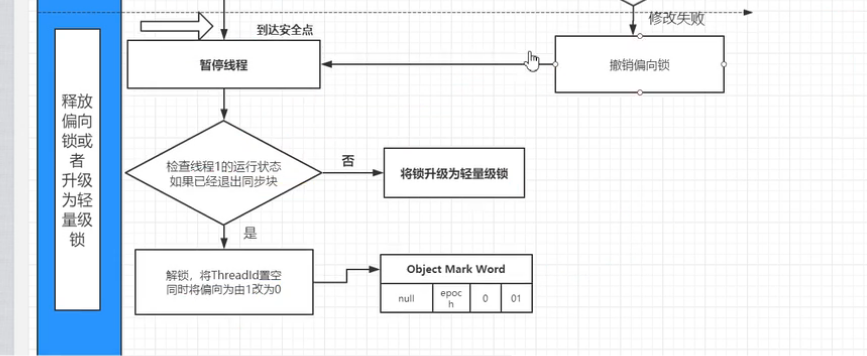 修改失败
到达安全点
暂停线程
撤销偏向锁
释放
偏向
锁或
者
升级
为轻
量级
锁
检查线程1的运行状态
如果已经退出同步块
否
将锁升级为轻量级锁
是
解锁，将ThreadId置空
同时将偏向为由1改为0
Object Mark Word
null epoc
h 0 01